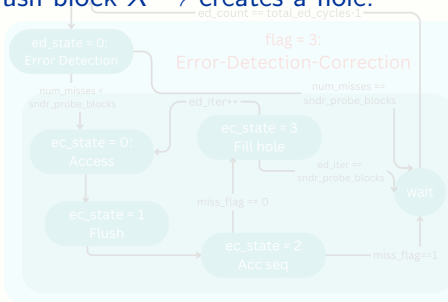 ush block X → creates a hole.
ed_count == total_ed_cycles-1
ed_state = 0:
Error Detection
flag = 3:
Error-Detection-Correction
num_misses <
sndr_probe_blocks
num_misses ==
sndr_probe_blocks
ed_iter++
ec_state = 0:
Access
ec_state = 3
Fill hole
ed_iter ==
sndr_probe_blocks
wait
miss_flag == 0
ec_state = 1
Flush
ec_state = 2
Acc seq
miss_flag==1